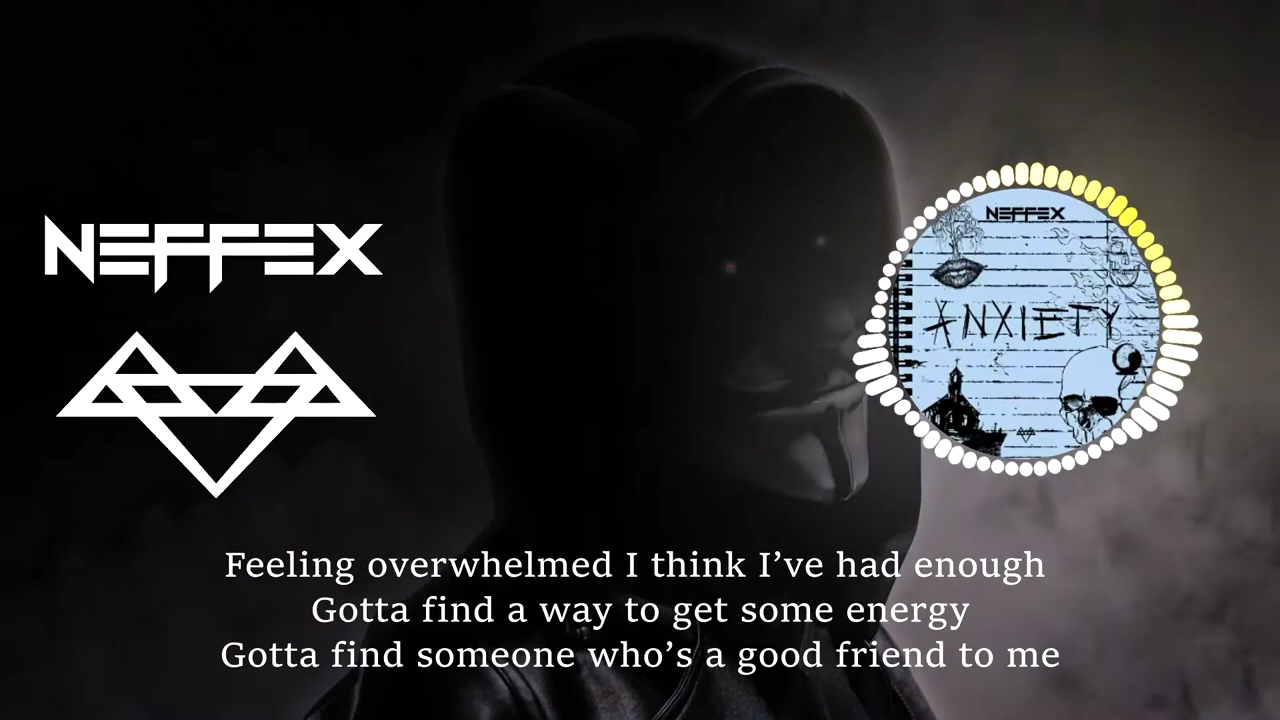 NEFFEX
NEFFEX
ANXIETY
Feeling overwhelmed I think I’ve had enough
Gotta find a way to get some energy
Gotta find someone who’s a good friend to me